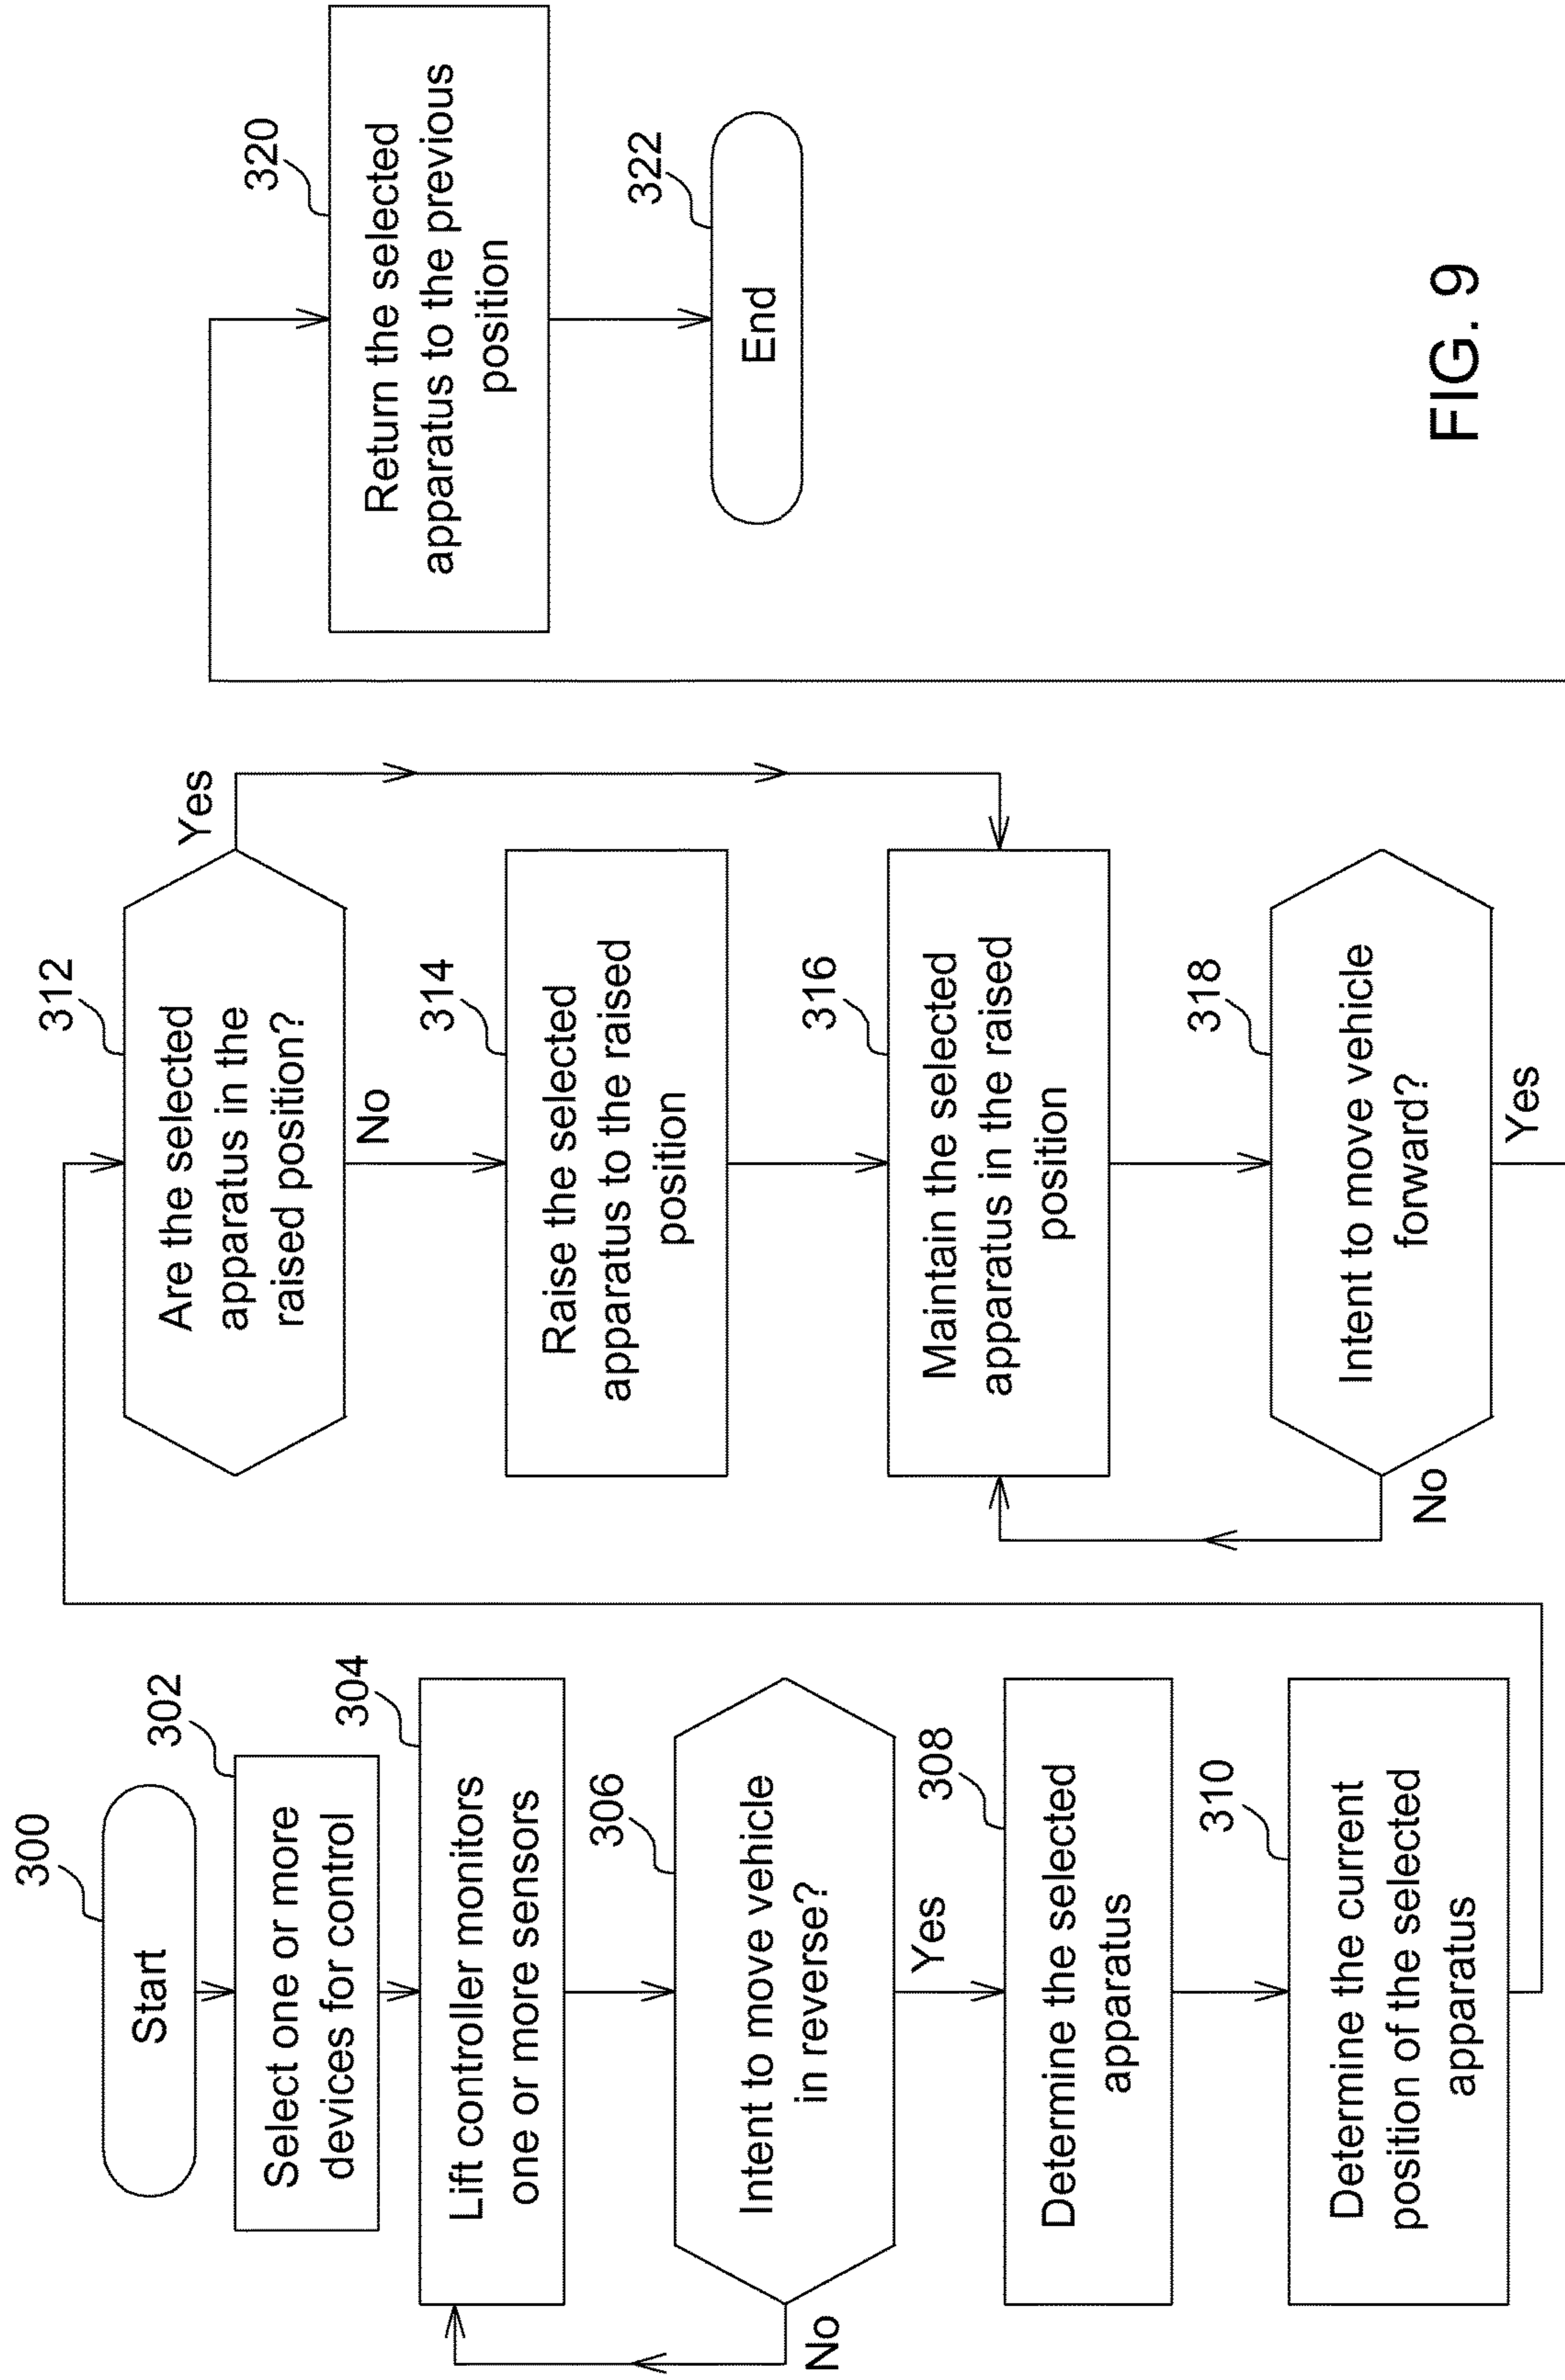 300
Start
302
Select one or more
devices for control
304
Lift controller monitors
one or more sensors
306
Intent to move vehicle
in reverse?
No
Yes
308
Determine the selected
apparatus
310
Determine the current
position of the selected
apparatus
312
Are the selected
apparatus in the
raised position?
Yes
No
314
Raise the selected
apparatus to the raised
position
316
Maintain the selected
apparatus in the raised
position
318
Intent to move vehicle
forward?
No
Yes
320
Return the selected
apparatus to the previous
position
322
End
FIG. 9